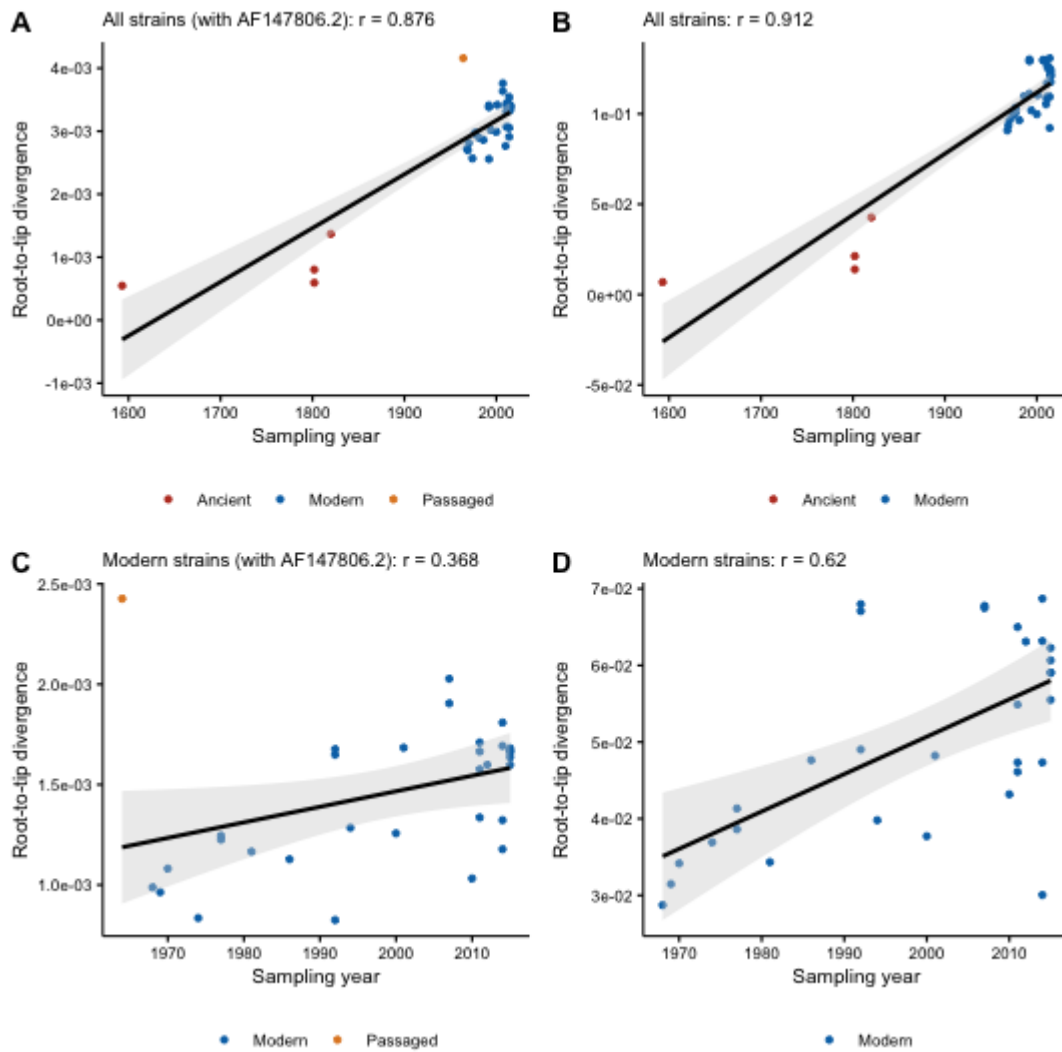 A
All strains (with AF147806.2): r = 0.876
Root-to-tip divergence
4e-03
3e-03
2e-03
1e-03
0e+00
-1e-03
1600 1700 1800 1900 2000
Sampling year
Ancient Modern Passaged
B
All strains: r = 0.912
Root-to-tip divergence
1e-01
5e-02
0e+00
-5e-02
1600 1700 1800 1900 2000
Sampling year
Ancient Modern
C
Modern strains (with AF147806.2): r = 0.368
Root-to-tip divergence
2.5e-03
2.0e-03
1.5e-03
1.0e-03
1970 1980 1990 2000 2010
Sampling year
Modern Passaged
D
Modern strains: r = 0.62
Root-to-tip divergence
7e-02
6e-02
5e-02
4e-02
3e-02
1970 1980 1990 2000 2010
Sampling year
Modern